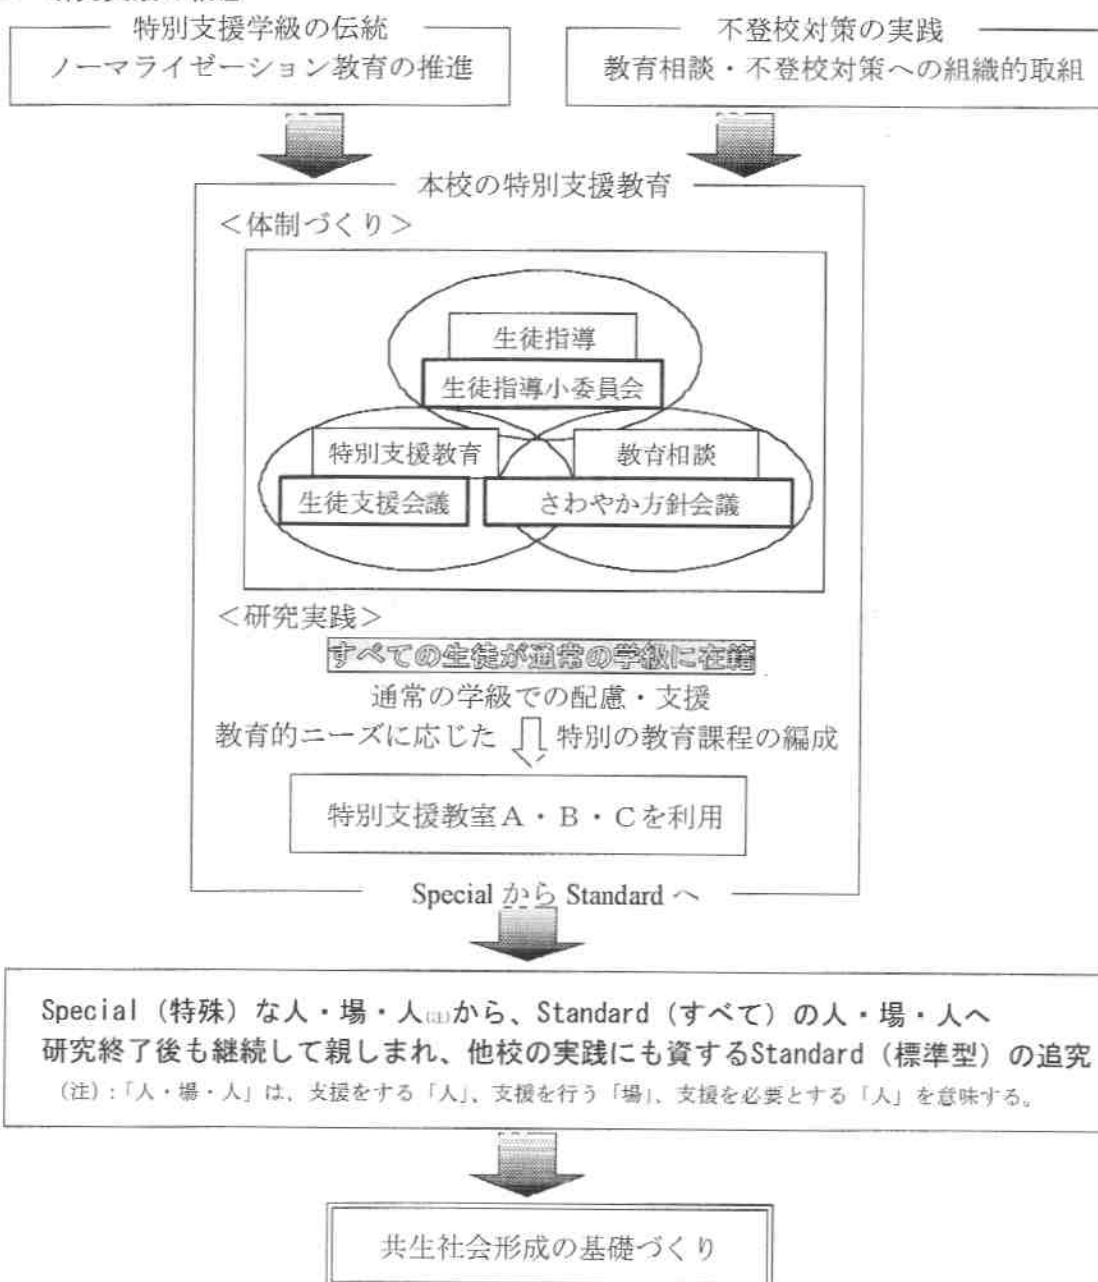 特別支援学級の伝統
ノーマライゼーション教育の推進
不登校対策の実践
教育相談・不登校対策への組織的取組
本校の特別支援教育
＜体制づくり＞
生徒指導
生徒指導小委員会
特別支援教育
生徒支援会議
教育相談
さわやか方針会議
＜研究実践＞
すべての生徒が通常の学級に在籍
通常の学級での配慮・支援
教育的ニーズに応じた 特別の教育課程の編成
特別支援教室Ａ・Ｂ・Ｃを利用
Special から Standard へ
Special（特殊）な人・場・人(注)から、Standard（すべて）の人・場・人へ
研究終了後も継続して親しまれ、他校の実践にも資するStandard（標準型）の追究
（注）：「人・場・人」は、支援をする「人」、支援を行う「場」、支援を必要とする「人」を意味する。
共生社会形成の基礎づくり